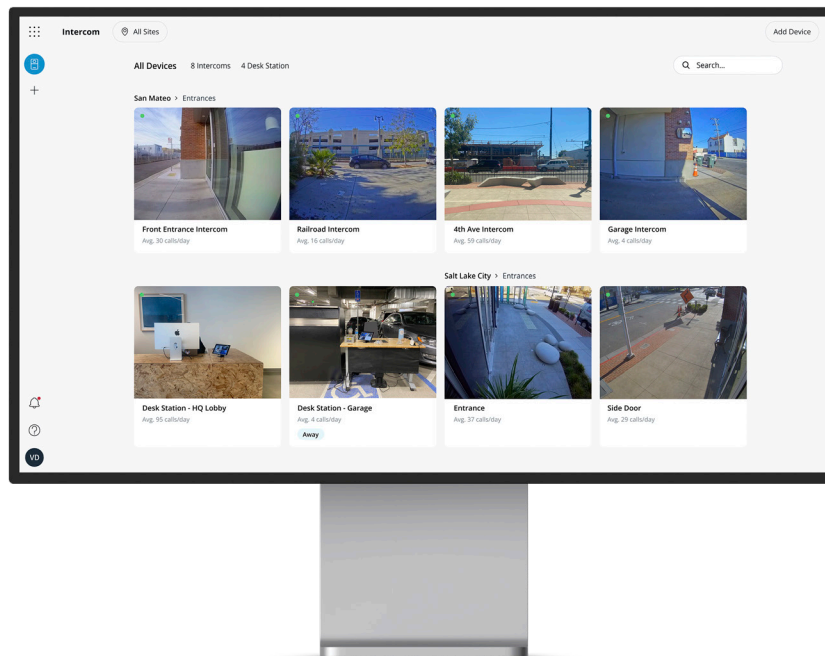 Intercom
All Sites
Add Device
All Devices 8 Intercoms 4 Desk Station
Search...
San Mateo > Entrances
Front Entrance Intercom
Avg. 30 calls/day
Railroad Intercom
Avg. 16 calls/day
4th Ave Intercom
Avg. 59 calls/day
Garage Intercom
Avg. 4 calls/day
Desk Station - HQ Lobby
Avg. 95 calls/day
Desk Station - Garage
Avg. 4 calls/day
Away
Salt Lake City > Entrances
Entrance
Avg. 37 calls/day
Side Door
Avg. 29 calls/day
VD